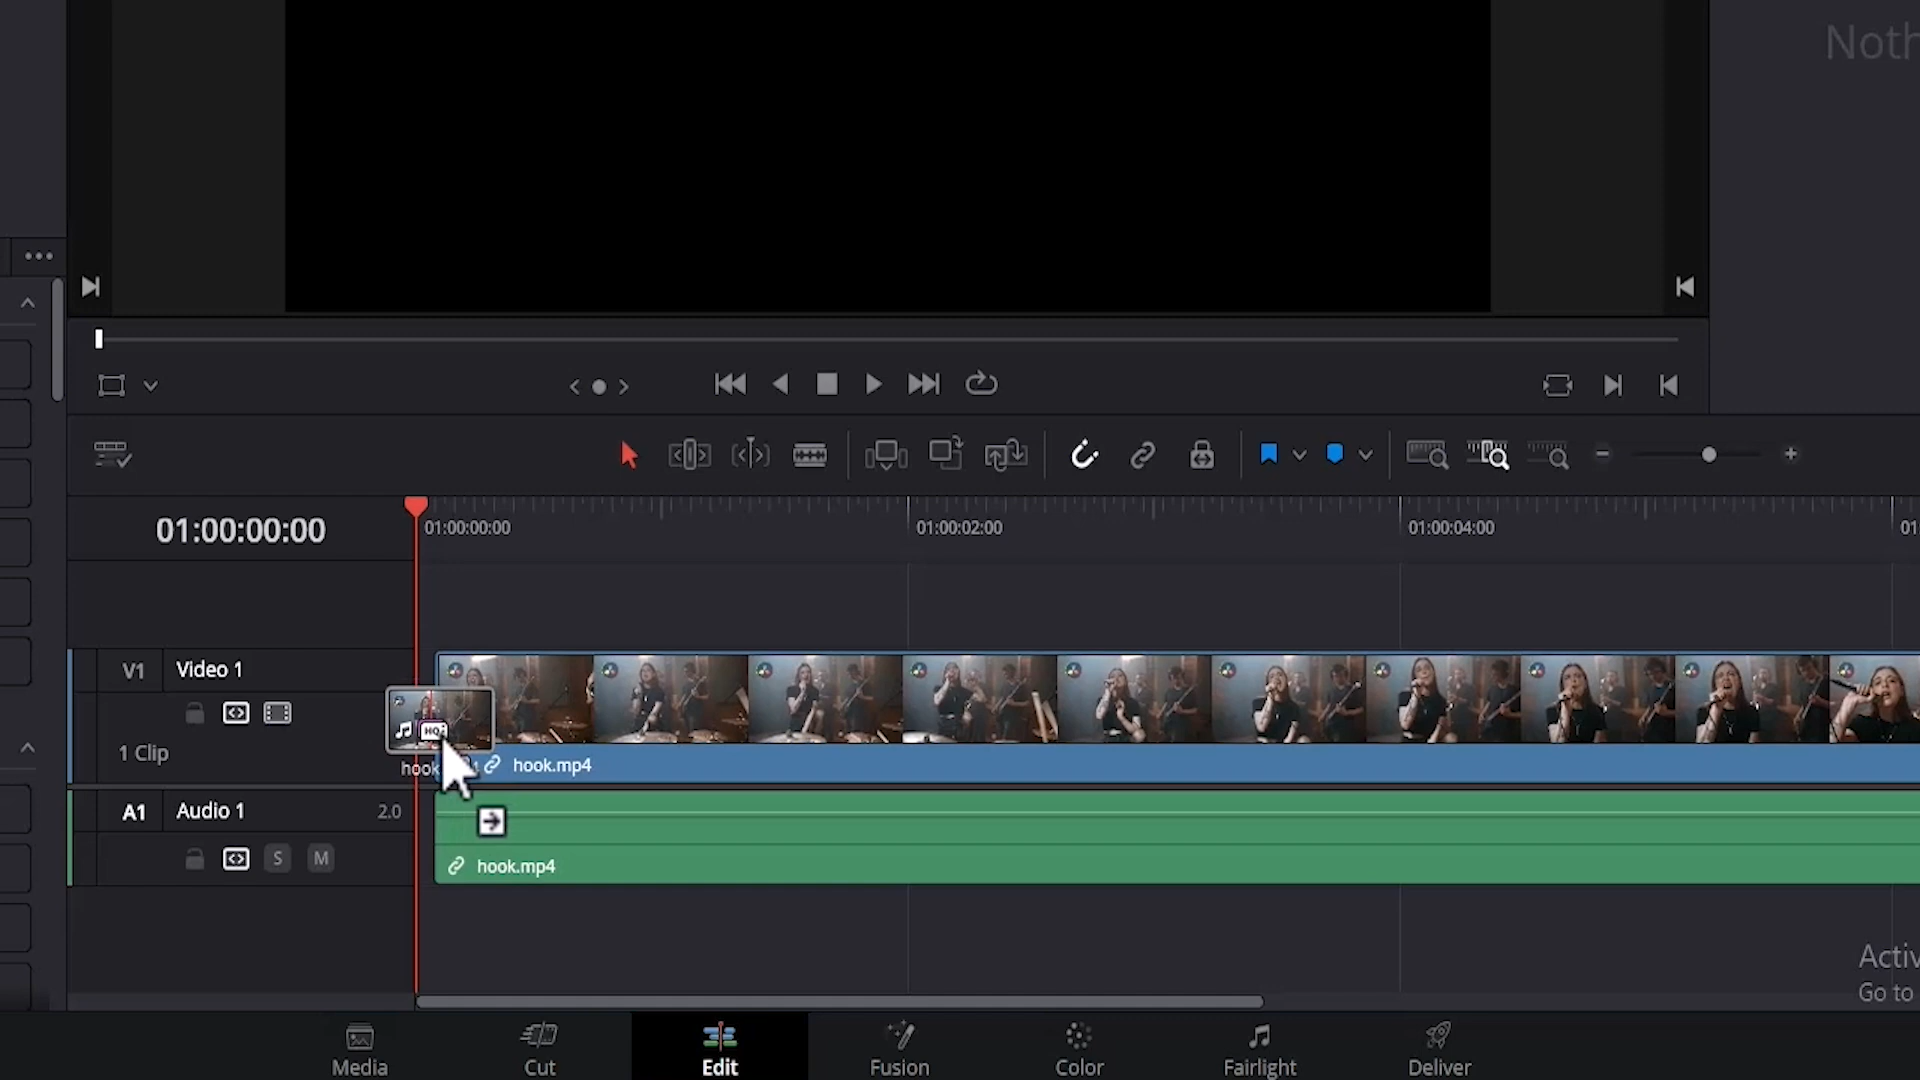 Noth
01:00:00:00
01:00:00:00
01:00:02:00
01:00:04:00
01
V1
Video 1
1 Clip
HQ
hook
hook.mp4
A1
Audio 1
2.0
S
M
hook.mp4
Activ
Go to
Media
Cut
Edit
Fusion
Color
Fairlight
Deliver